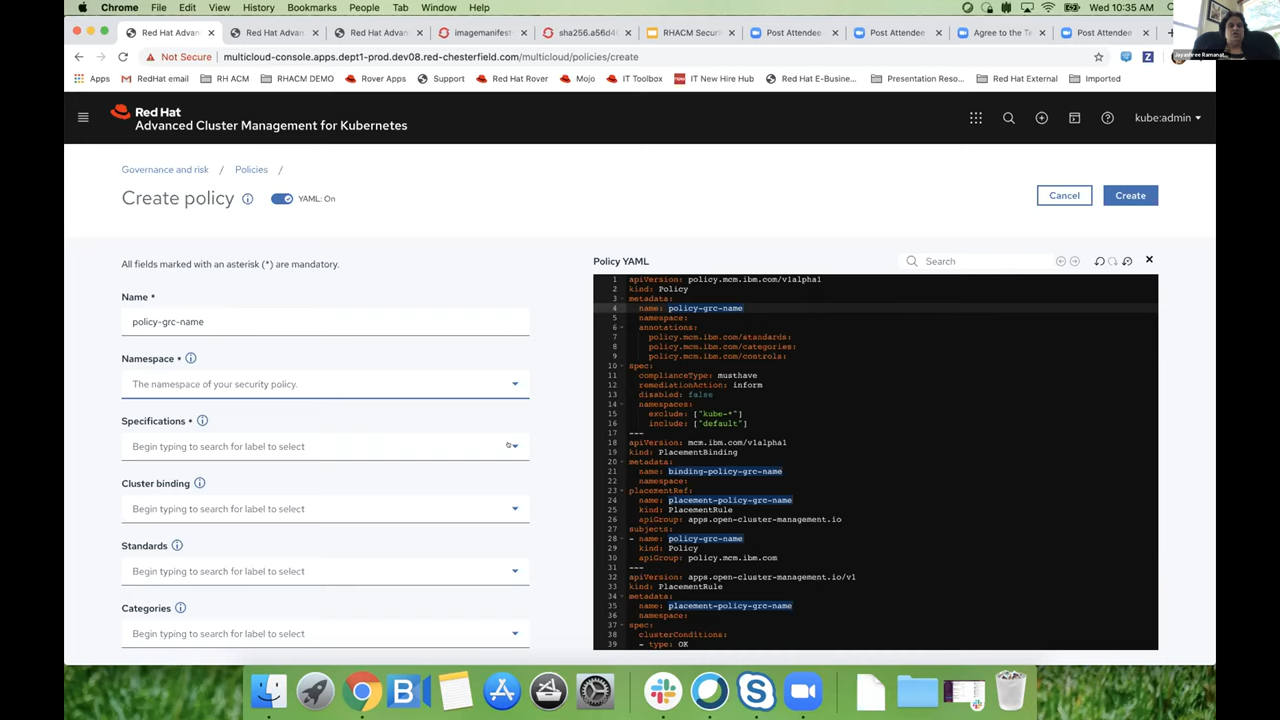 Chrome File Edit View History Bookmarks People Tab Window Help
Wed 10:35 AM
Red Hat Adv
Red Hat Adv
Red Hat Adv
imagemanifest
sha256.a56d4
RHACM Securi
Post Attendee
Post Attendee
Agree to the Te
Post Attendee
Not Secure multicloud-console.apps.dept1-prod.dev08.red-chesterfield.com/multicloud/policies/create
Jayashree Ramanat
Apps RedHat email RH ACM RHACM DEMO Rover Apps Support Red Hat Rover Mojo IT Toolbox IT New Hire Hub Red Hat E-Busine... Presentation Reso... Red Hat External Imported
Red Hat
Advanced Cluster Management for Kubernetes
kube:admin
Governance and risk / Policies /
Create policy YAML: On
Cancel Create
All fields marked with an asterisk (*) are mandatory.
Name *
policy-grc-name
Namespace *
The namespace of your security policy.
Specifications *
Begin typing to search for label to select
Cluster binding
Begin typing to search for label to select
Standards
Begin typing to search for label to select
Categories
Begin typing to search for label to select
Policy YAML Search
1 apiVersion: policy.mcm.ibm.com/v1alpha1
2 kind: Policy
3 metadata:
4 name: policy-grc-name
5 namespace:
6 annotations:
7 policy.mcm.ibm.com/standards:
8 policy.mcm.ibm.com/categories:
9 policy.mcm.ibm.com/controls:
10 spec:
11 complianceType: musthave
12 remediationAction: inform
13 disabled: false
14 namespaces:
15 exclude: ["kube-*"]
16 include: ["default"]
17 ---
18 apiVersion: mcm.ibm.com/v1alpha1
19 kind: PlacementBinding
20 metadata:
21 name: binding-policy-grc-name
22 namespace:
23 placementRef:
24 name: placement-policy-grc-name
25 kind: PlacementRule
26 apiGroup: apps.open-cluster-management.io
27 subjects:
28 - name: policy-grc-name
29 kind: Policy
30 apiGroup: policy.mcm.ibm.com
31 ---
32 apiVersion: apps.open-cluster-management.io/v1
33 kind: PlacementRule
34 metadata:
35 name: placement-policy-grc-name
36 namespace:
37 spec:
38 clusterConditions:
39 - type: OK